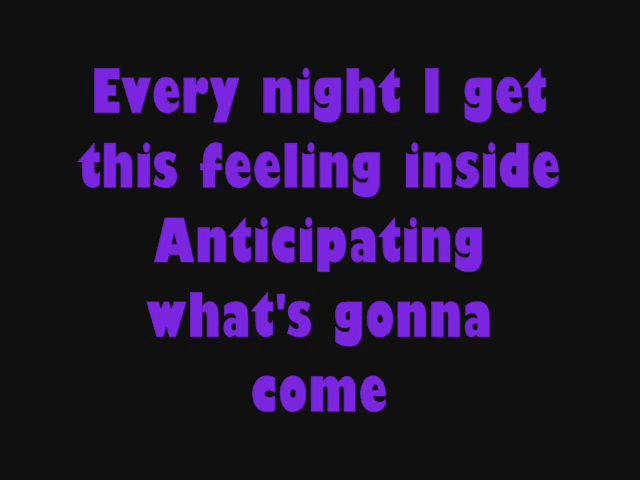 Every night I get
this feeling inside
Anticipating
what's gonna
come